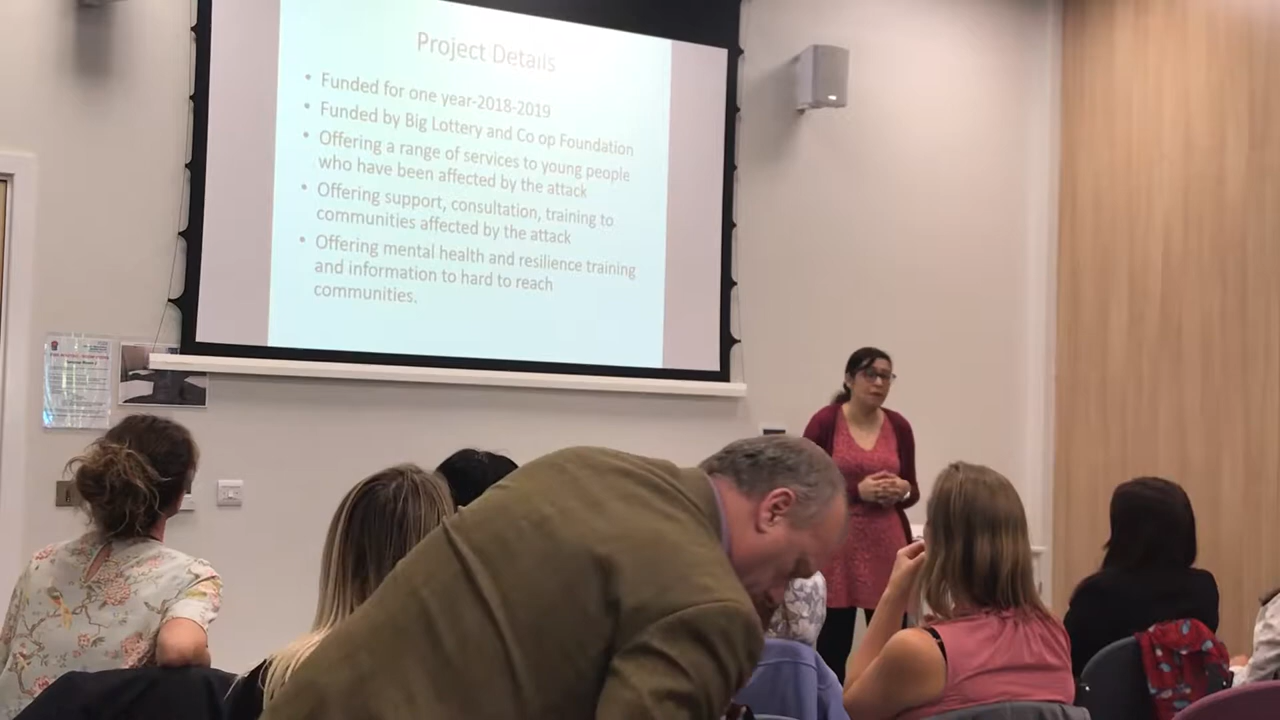 Project Details
• Funded for one year-2018-2019
• Funded by Big Lottery and Co op Foundation
• Offering a range of services to young people
who have been affected by the attack
• Offering support, consultation, training to
communities affected by the attack
• Offering mental health and resilience training
and information to hard to reach
communities.